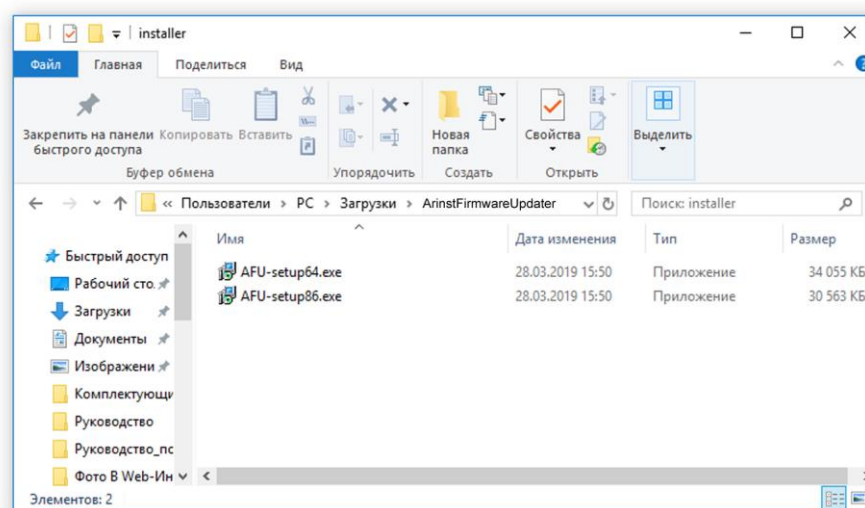 installer
Файл Главная Поделиться Вид
Закрепить на панели быстрого доступа
Копировать
Вставить
Буфер обмена
Упорядочить
Новая папка
Создать
Свойства
Открыть
Выделить
« Пользователи › PC › Загрузки › ArinstFirmwareUpdater
Поиск: installer
Имя Дата изменения Тип Размер
Быстрый доступ
Рабочий сто.
Загрузки
Документы
Изображени
Комплектующи
Руководство
Руководство_пс
Фото В Web-Ин
AFU-setup64.exe 28.03.2019 15:50 Приложение 34 055 КБ
AFU-setup86.exe 28.03.2019 15:50 Приложение 30 563 КБ
Элементов: 2